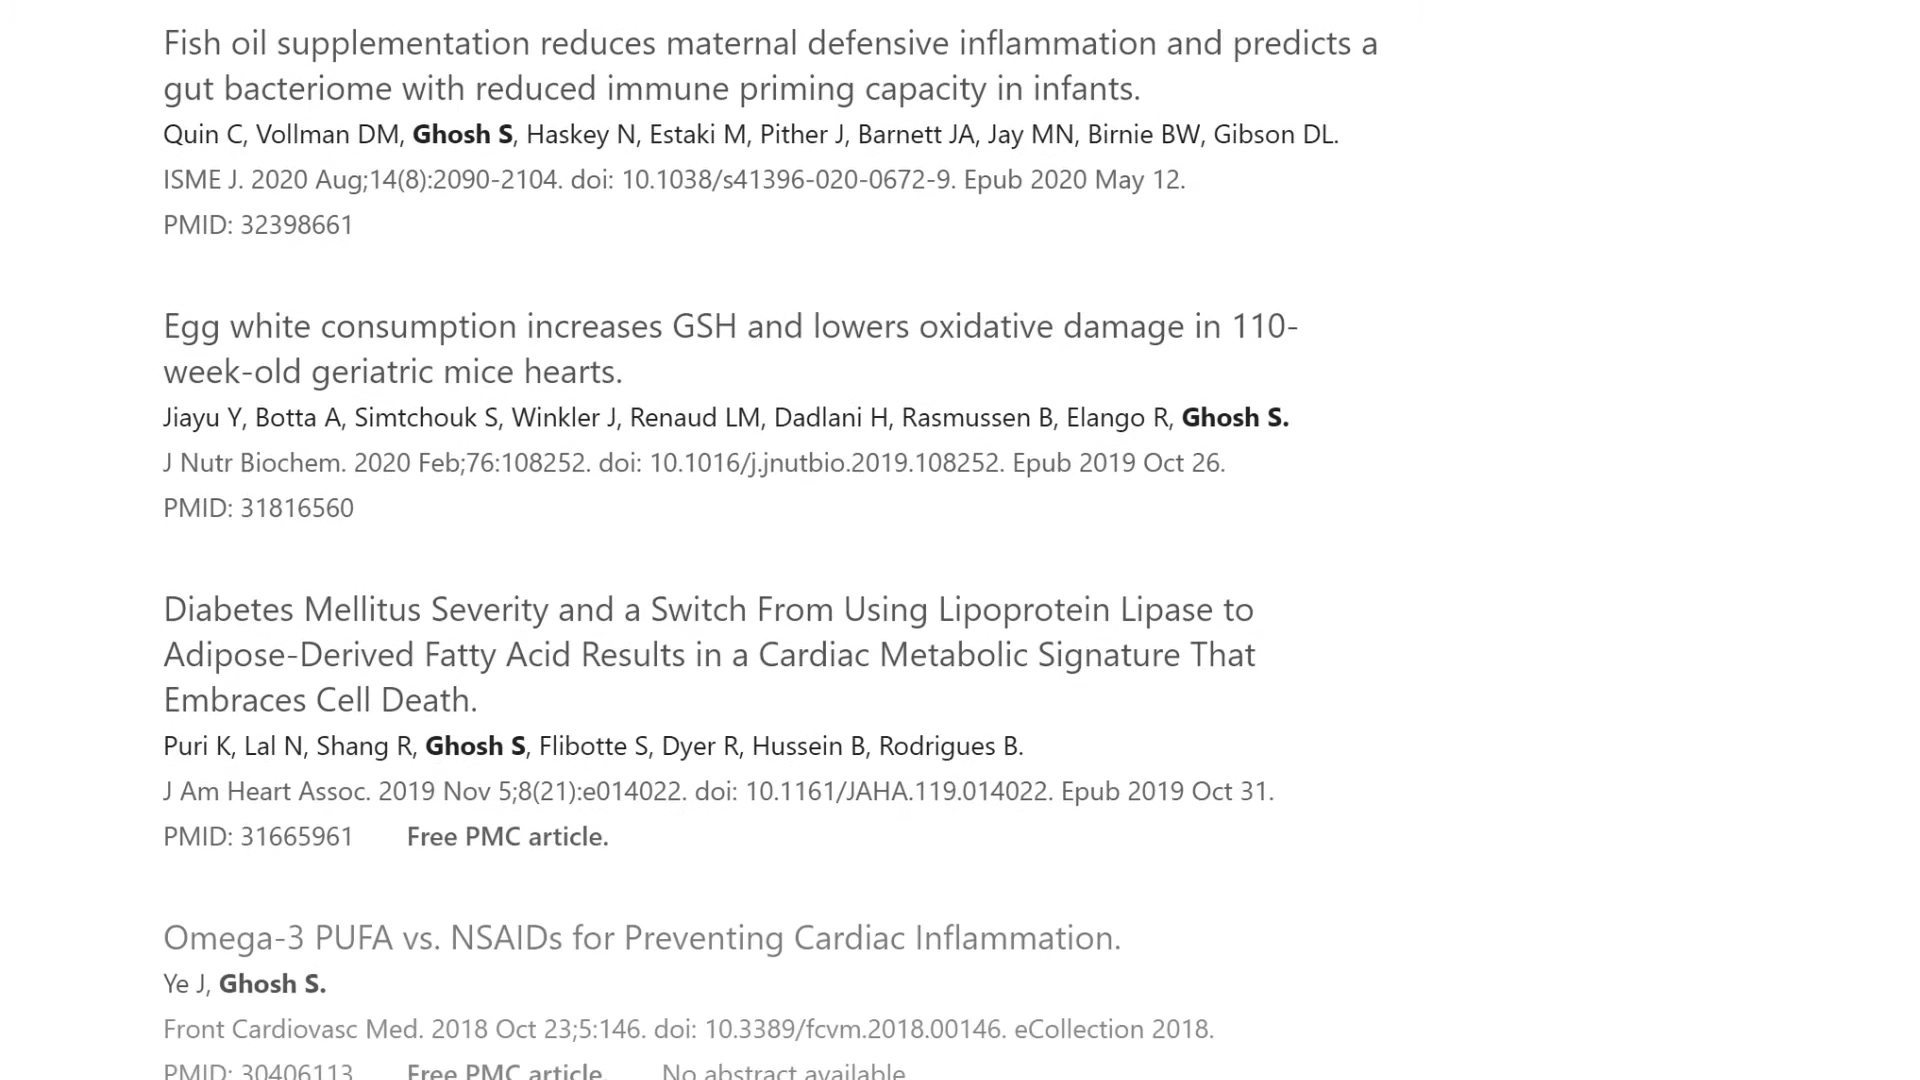 Fish oil supplementation reduces maternal defensive inflammation and predicts a
gut bacteriome with reduced immune priming capacity in infants.
Quin C, Vollman DM, Ghosh S, Haskey N, Estaki M, Pither J, Barnett JA, Jay MN, Birnie BW, Gibson DL.
ISME J. 2020 Aug;14(8):2090-2104. doi: 10.1038/s41396-020-0672-9. Epub 2020 May 12.
PMID: 32398661
Egg white consumption increases GSH and lowers oxidative damage in 110-
week-old geriatric mice hearts.
Jiayu Y, Botta A, Simtchouk S, Winkler J, Renaud LM, Dadlani H, Rasmussen B, Elango R, Ghosh S.
J Nutr Biochem. 2020 Feb;76:108252. doi: 10.1016/j.jnutbio.2019.108252. Epub 2019 Oct 26.
PMID: 31816560
Diabetes Mellitus Severity and a Switch From Using Lipoprotein Lipase to
Adipose-Derived Fatty Acid Results in a Cardiac Metabolic Signature That
Embraces Cell Death.
Puri K, Lal N, Shang R, Ghosh S, Flibotte S, Dyer R, Hussein B, Rodrigues B.
J Am Heart Assoc. 2019 Nov 5;8(21):e014022. doi: 10.1161/JAHA.119.014022. Epub 2019 Oct 31.
PMID: 31665961 Free PMC article.
Omega-3 PUFA vs. NSAIDs for Preventing Cardiac Inflammation.
Ye J, Ghosh S.
Front Cardiovasc Med. 2018 Oct 23;5:146. doi: 10.3389/fcvm.2018.00146. eCollection 2018.
PMID: 30406113 Free PMC article. No abstract available